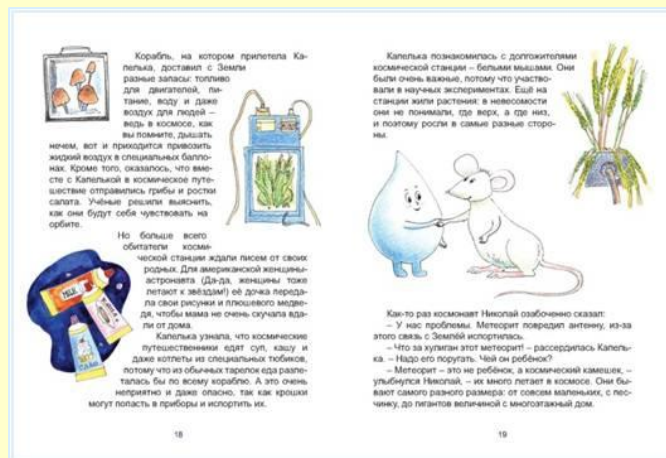 Корабль, на котором прилетела Ка-
пелька, доставил с Земли
разные запасы: топливо
для двигателей, пи-
тание, воду и даже
воздух для людей –
ведь в космосе, как
вы помните, дышать
нечем, вот и приходится привозить
жидкий воздух в специальных балло-
нах. Кроме того, оказалось, что вме-
сте с Капелькой в космическое путе-
шествие отправились грибы и ростки
салата. Учёные решили выяснить,
как они будут себя чувствовать на
орбите.
Но больше всего
обитатели косми-
ческой станции ждали писем от своих
родных. Для американской женщины-
астронавта (Да-да, женщины тоже
летают к звёздам!) её дочка переда-
ла свои рисунки и плюшевого медве-
дя, чтобы мама не очень скучала вда-
ли от дома.
Капелька узнала, что космические
путешественники едят суп, кашу и
даже котлеты из специальных тюбиков,
потому что из обычных тарелок еда разле-
талась бы по всему кораблю. А это очень
неприятно и даже опасно, так как крошки
могут попасть в приборы и испортить их.
18
Капелька познакомилась с долгожителями
космической станции – белыми мышами. Они
были очень важные, потому что участво-
вали в научных экспериментах. Ещё на
станции жили растения: в невесомости
они не понимали, где верх, а где низ,
и поэтому росли в самые разные сторо-
ны.
Как-то раз космонавт Николай озабоченно сказал:
– У нас проблемы. Метеорит повредил антенну, из-за
этого связь с Землёй испортилась.
– Что за хулиган этот метеорит! – рассердилась Капель-
ка. – Надо его поругать. Чей он ребёнок?
– Метеорит – это не ребёнок, а космический камешек, –
улыбнулся Николай, – их много летает в космосе. Они бы-
вают самого разного размера: от совсем маленьких, с пес-
чинку, до гигантов величиной с многоэтажный дом.
19